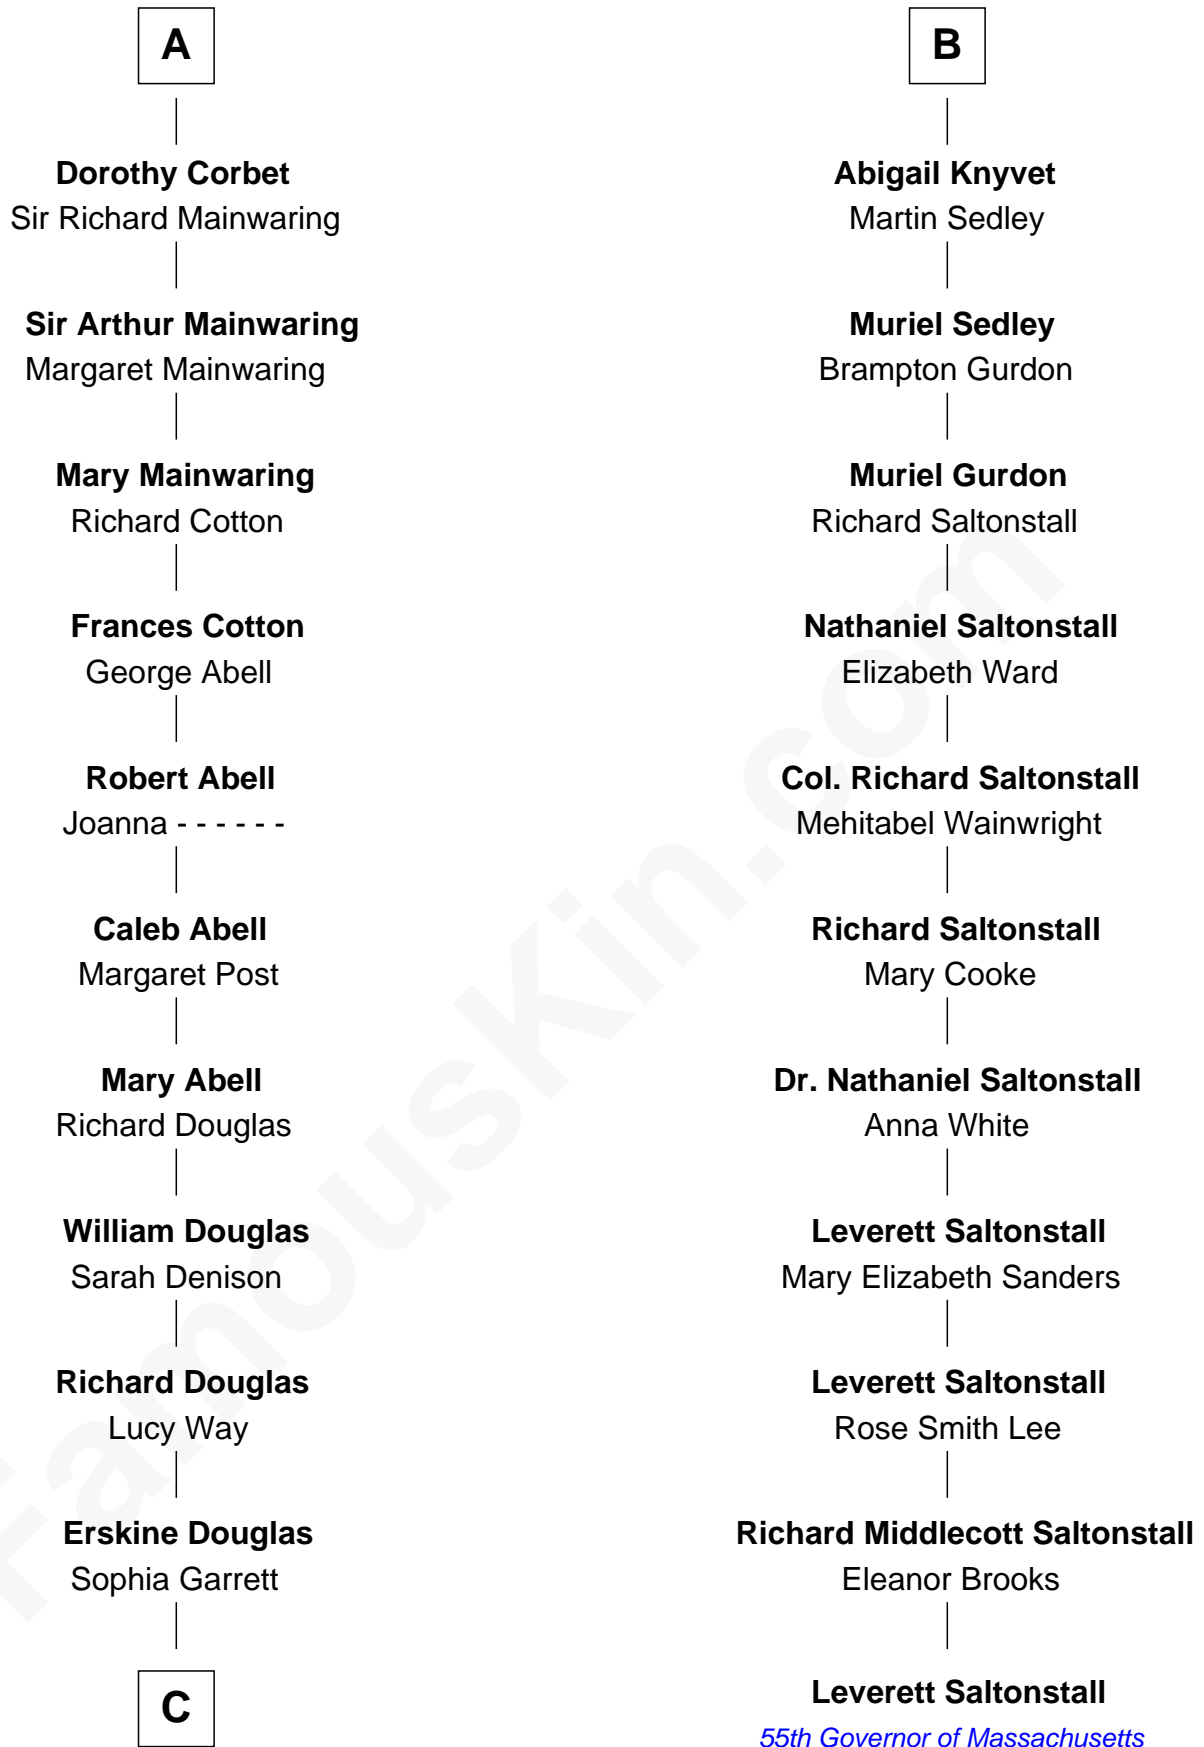 A
Dorothy Corbet
Sir Richard Mainwaring
Sir Arthur Mainwaring
Margaret Mainwaring
Mary Mainwaring
Richard Cotton
Frances Cotton
George Abell
Robert Abell
Joanna - - - - - -
Caleb Abell
Margaret Post
Mary Abell
Richard Douglas
William Douglas
Sarah Denison
Richard Douglas
Lucy Way
Erskine Douglas
Sophia Garrett
C
B
Abigail Knyvet
Martin Sedley
Muriel Sedley
Brampton Gurdon
Muriel Gurdon
Richard Saltonstall
Nathaniel Saltonstall
Elizabeth Ward
Col. Richard Saltonstall
Mehitabel Wainwright
Richard Saltonstall
Mary Cooke
Dr. Nathaniel Saltonstall
Anna White
Leverett Saltonstall
Mary Elizabeth Sanders
Leverett Saltonstall
Rose Smith Lee
Richard Middlecott Saltonstall
Eleanor Brooks
Leverett Saltonstall
55th Governor of Massachusetts
FamousKin.com